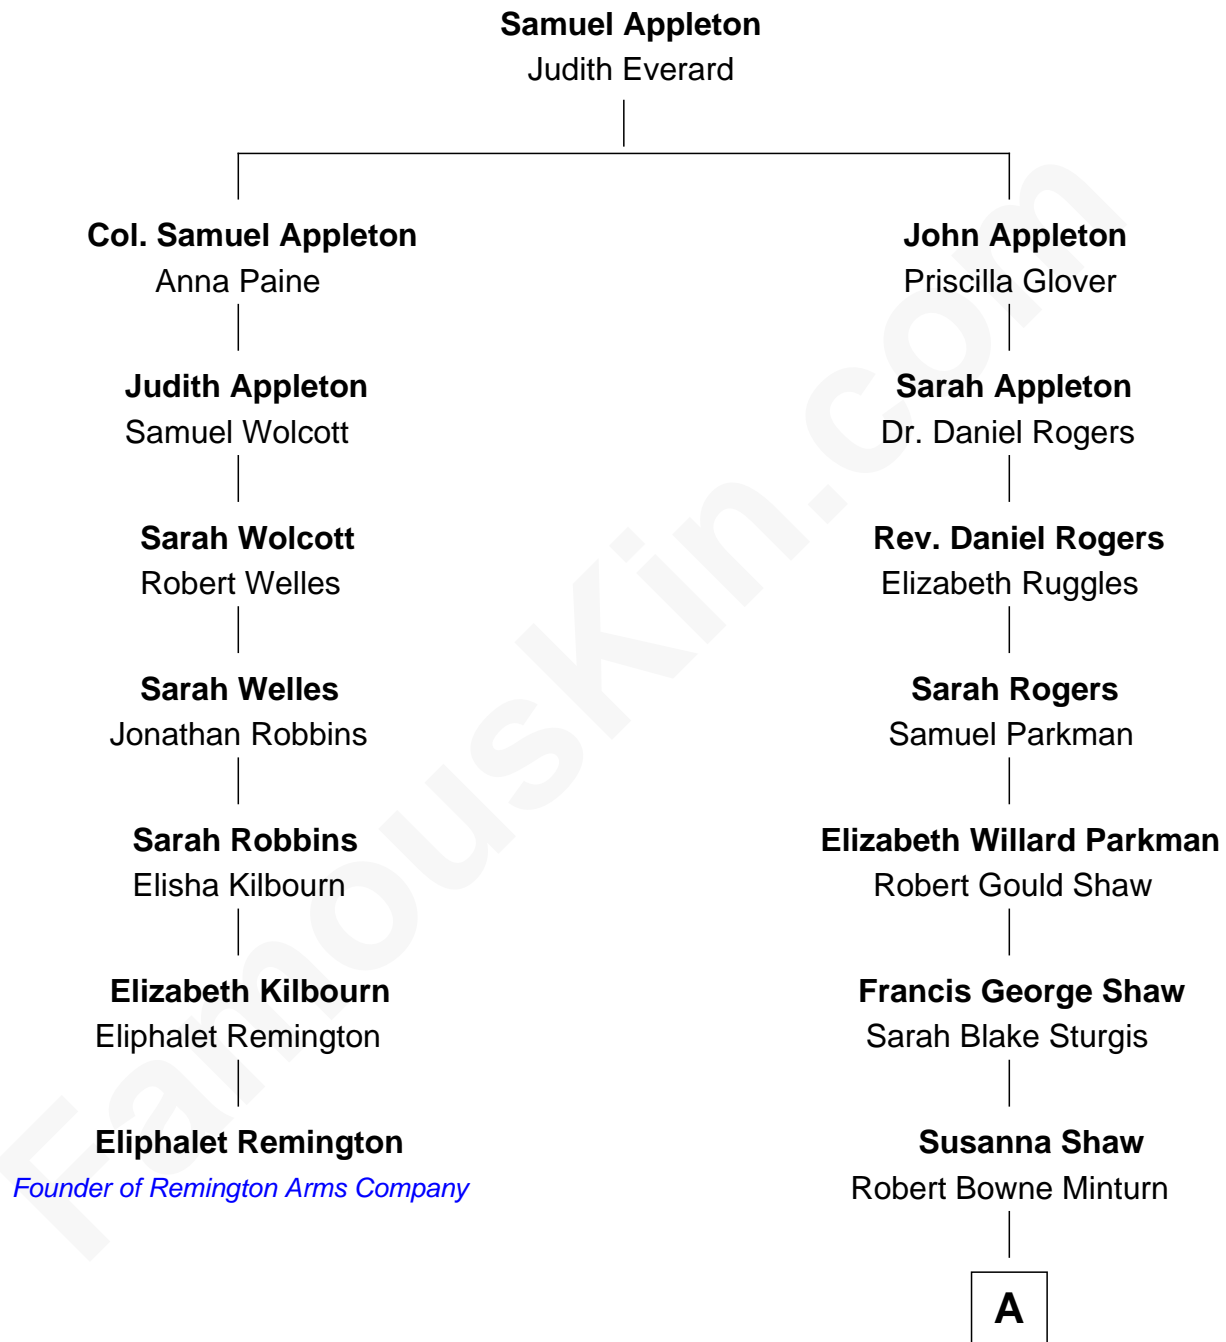 Samuel Appleton
Judith Everard
Col. Samuel Appleton
Anna Paine
John Appleton
Priscilla Glover
Judith Appleton
Samuel Wolcott
Sarah Appleton
Dr. Daniel Rogers
Sarah Wolcott
Robert Welles
Rev. Daniel Rogers
Elizabeth Ruggles
Sarah Welles
Jonathan Robbins
Sarah Rogers
Samuel Parkman
Sarah Robbins
Elisha Kilbourn
Elizabeth Willard Parkman
Robert Gould Shaw
Elizabeth Kilbourn
Eliphalet Remington
Francis George Shaw
Sarah Blake Sturgis
Eliphalet Remington
Founder of Remington Arms Company
Susanna Shaw
Robert Bowne Minturn
A
FamousKin.com